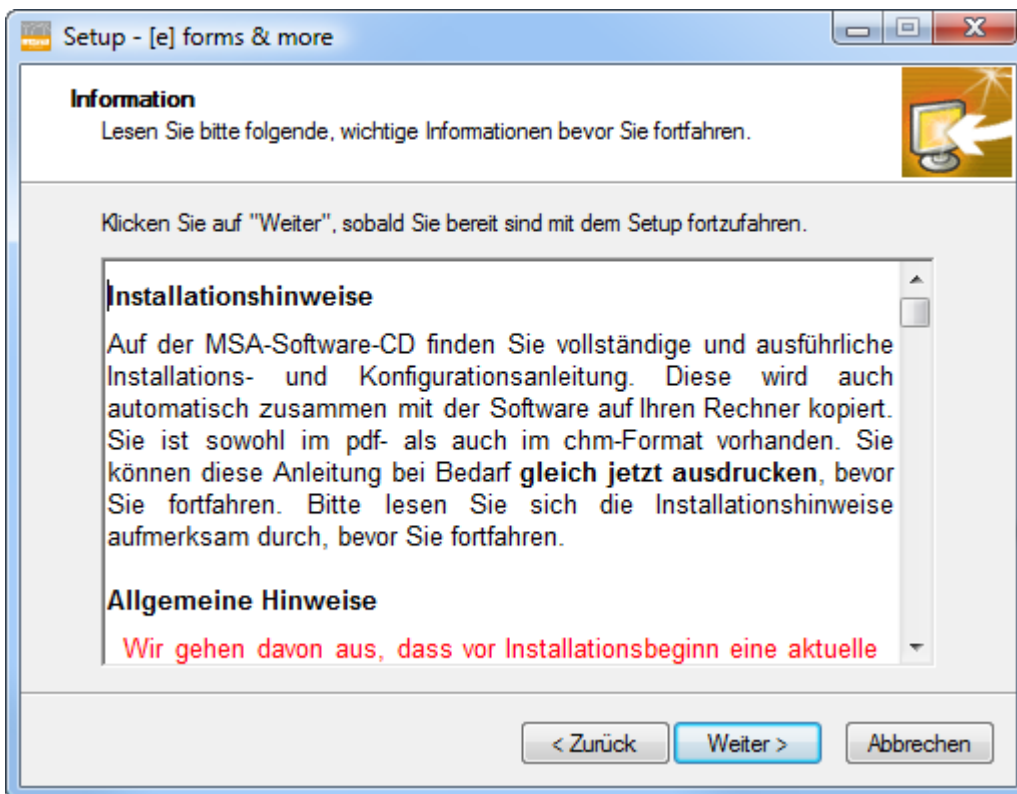 Setup - [e] forms & more
Information
Lesen Sie bitte folgende, wichtige Informationen bevor Sie fortfahren.
Klicken Sie auf "Weiter", sobald Sie bereit sind mit dem Setup fortzufahren.
Installationshinweise
Auf der MSA-Software-CD finden Sie vollständige und ausführliche
Installations- und Konfigurationsanleitung. Diese wird auch
automatisch zusammen mit der Software auf Ihren Rechner kopiert.
Sie ist sowohl im pdf- als auch im chm-Format vorhanden. Sie
können diese Anleitung bei Bedarf gleich jetzt ausdrucken, bevor
Sie fortfahren. Bitte lesen Sie sich die Installationshinweise
aufmerksam durch, bevor Sie fortfahren.
Allgemeine Hinweise
Wir gehen davon aus, dass vor Installationsbeginn eine aktuelle
< Zurück
Weiter >
Abbrechen